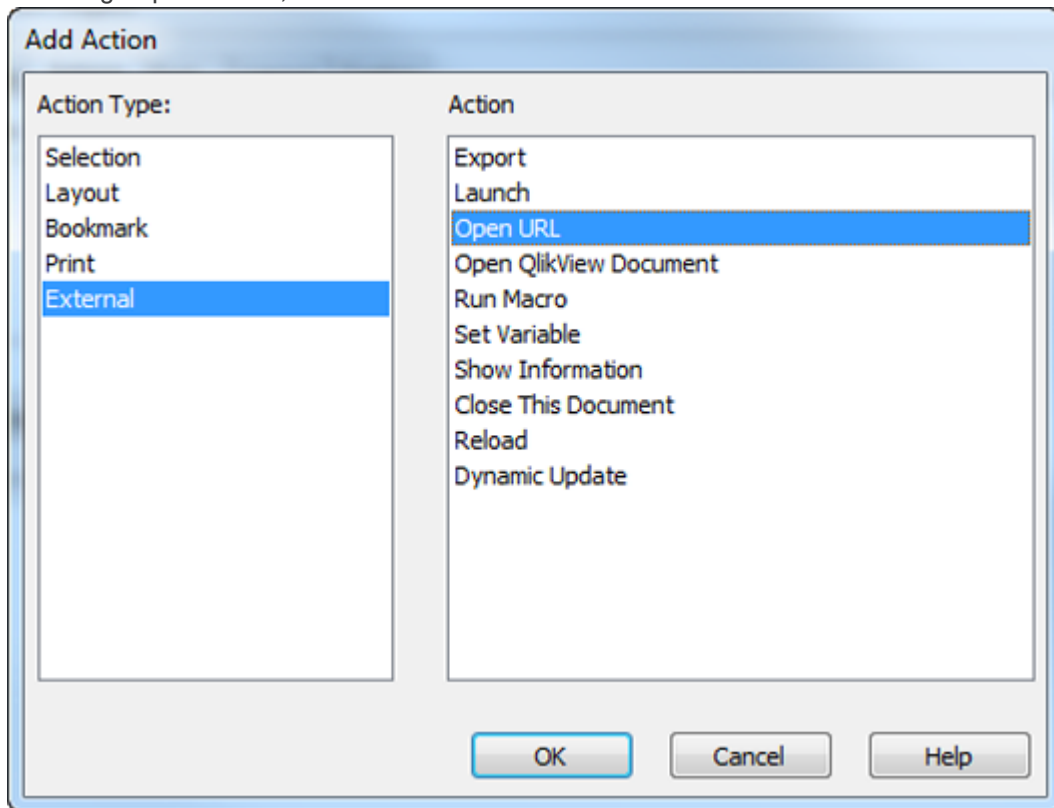 Add Action
Action Type:
Selection
Layout
Bookmark
Print
External
Action
Export
Launch
Open URL
Open QlikView Document
Run Macro
Set Variable
Show Information
Close This Document
Reload
Dynamic Update
OK
Cancel
Help